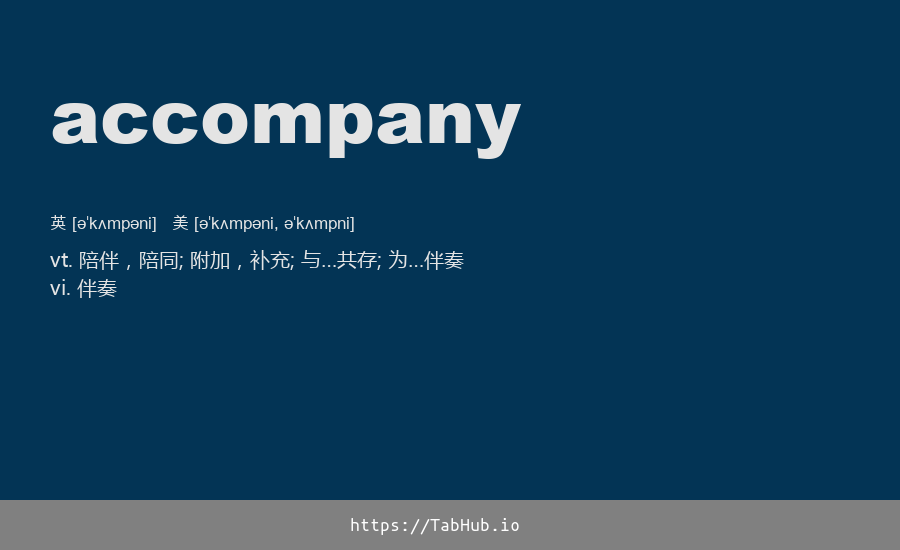 accompany
英 [ə'kʌmpəni] 美 [ə'kʌmpəni, ə'kʌmpni]
vt. 陪伴，陪同; 附加，补充; 与…共存; 为…伴奏
vi. 伴奏
https://TabHub.io